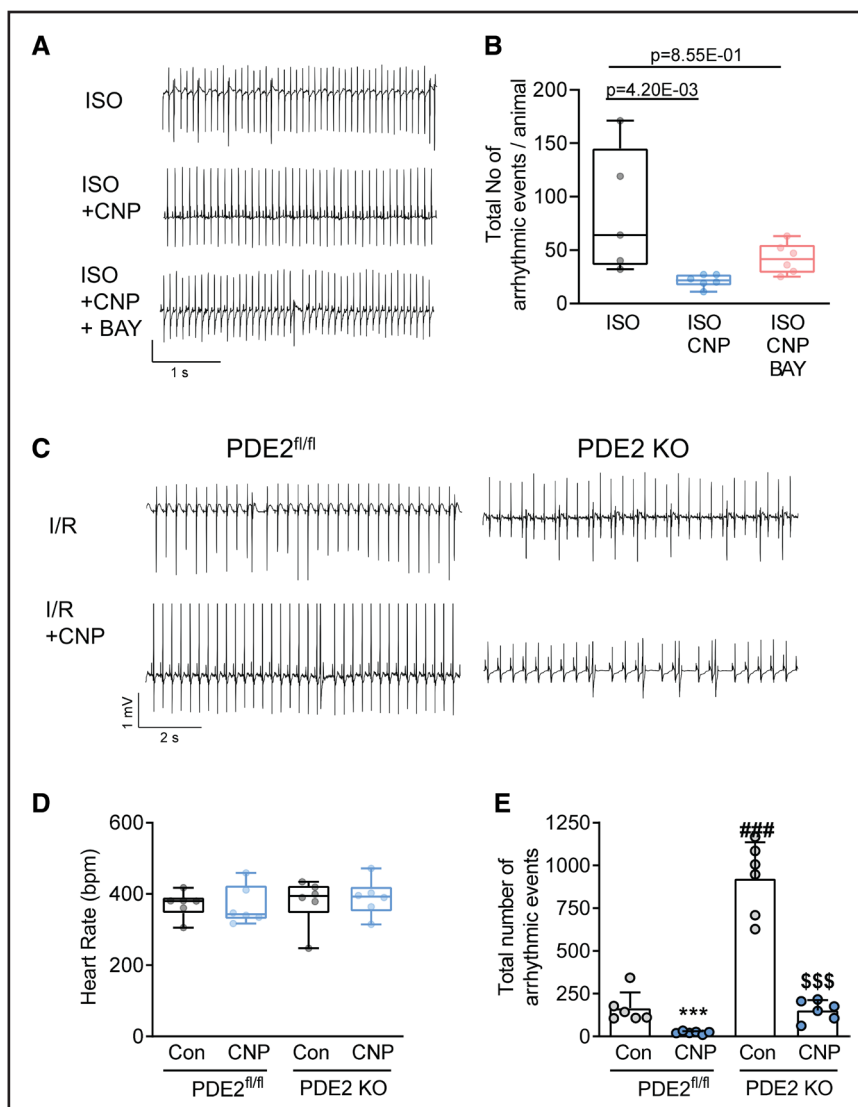 A
ISO
ISO
+CNP
ISO
+CNP
+ BAY
1 s
B
p=8.55E-01
p=4.20E-03
Total No of
arrhythmic events / animal
200
150
100
50
0
ISO
ISO
CNP
ISO
CNP
BAY
C
PDE2fl/fl
PDE2 KO
I/R
I/R
+CNP
1 mV
2 s
D
Heart Rate (bpm)
600
400
200
0
Con
CNP
Con
CNP
PDE2fl/fl
PDE2 KO
E
Total number of
arrhythmic events
1250
1000
750
500
250
0
***
###
$$$
Con
CNP
Con
CNP
PDE2fl/fl
PDE2 KO